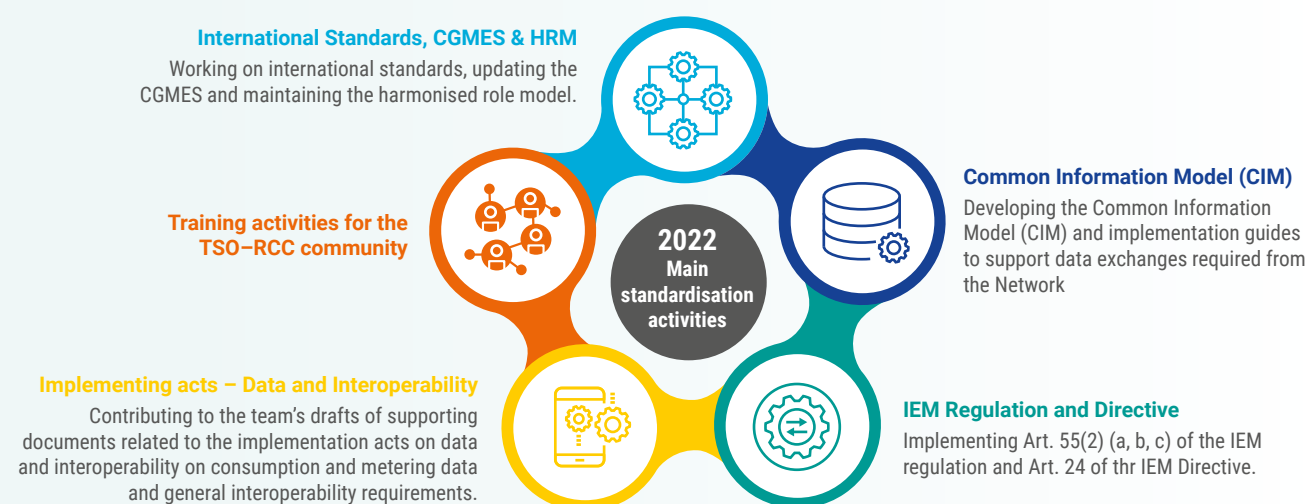 International Standards, CGMES & HRM
Working on international standards, updating the
CGMES and maintaining the harmonised role model.
Common Information Model (CIM)
Developing the Common Information
Model (CIM) and implementation guides
to support data exchanges required from
the Network
Training activities for the
TSO–RCC community
2022
Main
standardisation
activities
Implementing acts – Data and Interoperability
Contributing to the team's drafts of supporting
documents related to the implementation acts on data
and interoperability on consumption and metering data
and general interoperability requirements.
IEM Regulation and Directive
Implementing Art. 55(2) (a, b, c) of the IEM
regulation and Art. 24 of thr IEM Directive.